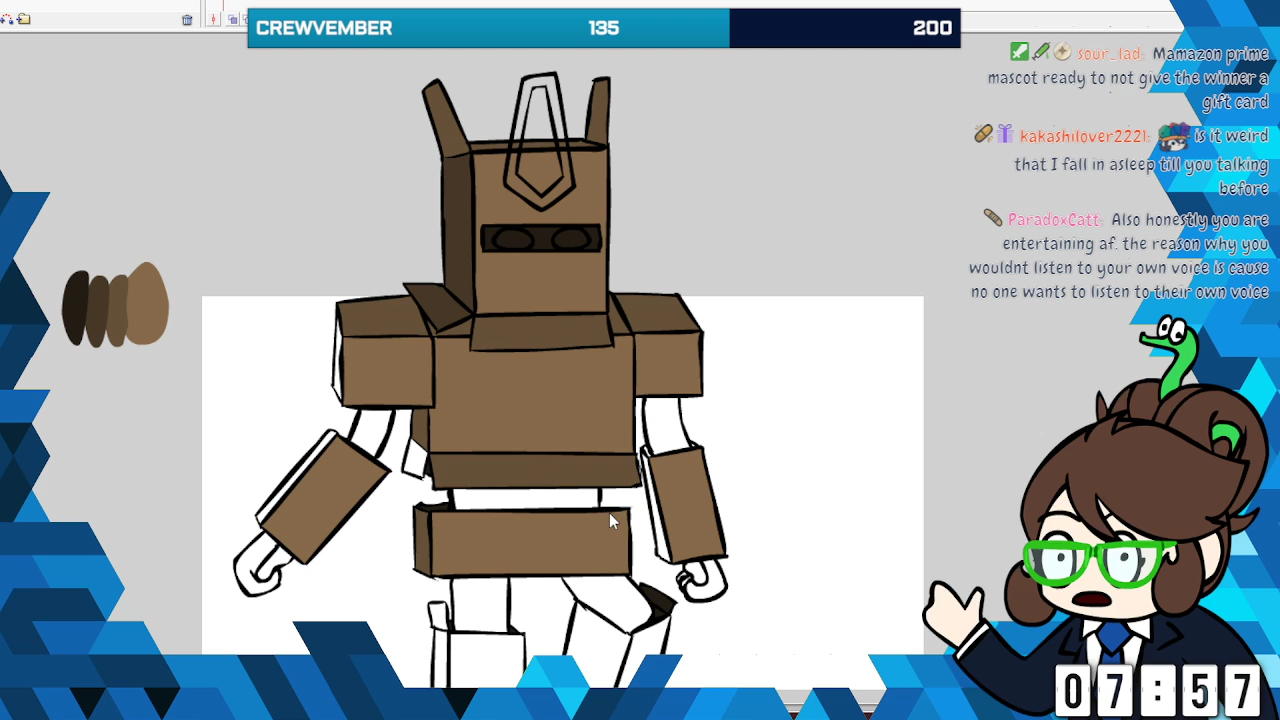 CREWVEMBER 135 200
sour_lad: Mamazon prime
mascot ready to not give the winner a
gift card
kakashilover2221: is it weird
that I fall in asleep till you talking
before
ParadoxCatt: Also honestly you are
entertaining af. the reason why you
wouldnt listen to your own voice is cause
no one wants to listen to their own voice
07:57